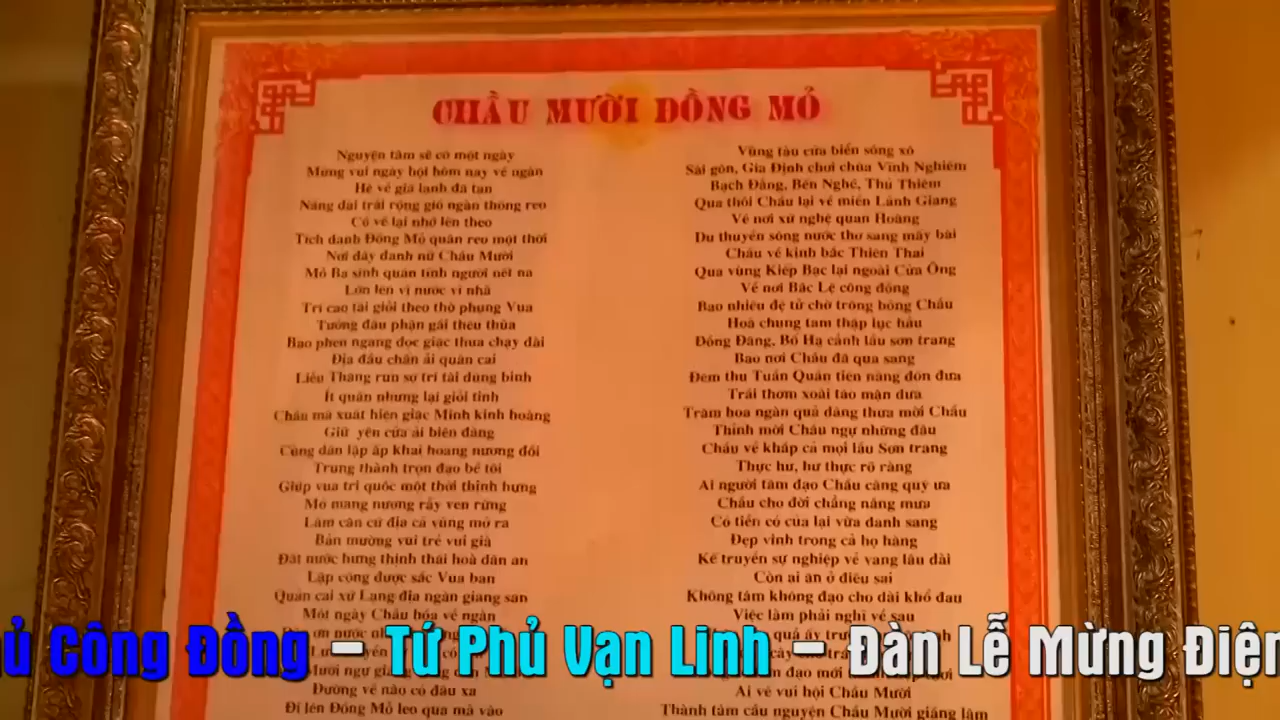 CHẦU MƯỜI ĐỒNG MỎ
Nguyện tâm sẽ có một ngày
Mừng vui ngày hội hôm nay về ngàn
Hè về giá lạnh đã tan
Nắng dài trải rộng gió ngàn thông reo
Cỏ về lại nhớ lên theo
Tích danh Đồng Mỏ quân reo một thời
Nơi đây danh nữ Chầu Mười
Mỏ Ba sinh quán tính người nết na
Lớn lên vì nước vì nhà
Trí cao tài giỏi theo thờ phụng Vua
Tướng đâu phận gái thêu thùa
Bao phen ngang dọc giặc thua chạy dài
Địa đầu chấn ải quân cai
Liễu Thăng run sợ trí tài dùng binh
Ít quân nhưng lại giỏi tinh
Chầu mà xuất hiện giặc Minh kinh hoàng
Giữ yên cửa ải biên đăng
Cùng dân lập ấp khai hoang nương đồi
Trung thành trọn đạo bề tôi
Giúp vua trị quốc một thời thịnh hưng
Mở mang nương rẫy ven rừng
Làm căn cứ địa cả vùng mở ra
Bản mường vui trẻ vui già
Đất nước hưng thịnh thái hoà dân an
Lập công được sắc Vua ban
Quản cai xứ Lạng địa ngàn giang san
Một ngày Chầu hóa về ngàn
ơn nước
Mười ngự
Đường về nào có đâu xa
Đi lên Đồng Mỏ leo qua mà vào
Vũng tàu cửa biển sóng xô
Sài gòn, Gia Định chơi chùa Vĩnh Nghiêm
Bạch Đằng, Bến Nghé, Thủ Thiêm
Qua thôi Chầu lại về miền Lảnh Giang
Về nơi xứ nghệ quan Hoàng
Du thuyền sông nước thơ sang mấy bài
Chầu về kinh bắc Thiên Thai
Qua vùng Kiếp Bạc lại ngoài Cửa Ông
Về nơi Bắc Lệ công đồng
Bao nhiêu đệ tử chờ trông bóng Chầu
Hoà chung tam thập lục hầu
Đồng Đăng, Bố Hạ cảnh lầu sơn trang
Bao nơi Chầu đã qua sang
Đêm thu Tuần Quán tiên nàng đón đưa
Trái thơm xoài táo mận dưa
Trăm hoa ngàn quả dâng thưa mời Chầu
Thỉnh mời Chầu ngự những đâu
Chầu về khắp cả mọi lầu Sơn trang
Thực hư, hư thực rõ ràng
Ai người tâm đạo Chầu càng quý ưa
Chầu cho đời chẳng nắng mưa
Có tiền có của lại vừa danh sang
Đẹp vinh trong cả họ hàng
Kế truyền sự nghiệp vẻ vang lâu dài
Còn ai ăn ở điêu sai
Không tâm không đạo cho dài khổ đau
Việc làm phải nghĩ về sau
quả ấy
đạo mới
Ai về vui hội Chầu Mười
Thành tâm cầu nguyện Chầu Mười giáng lâm
ủ Công Đồng – Tứ Phủ Vạn Linh – Đàn Lễ Mừng Điện